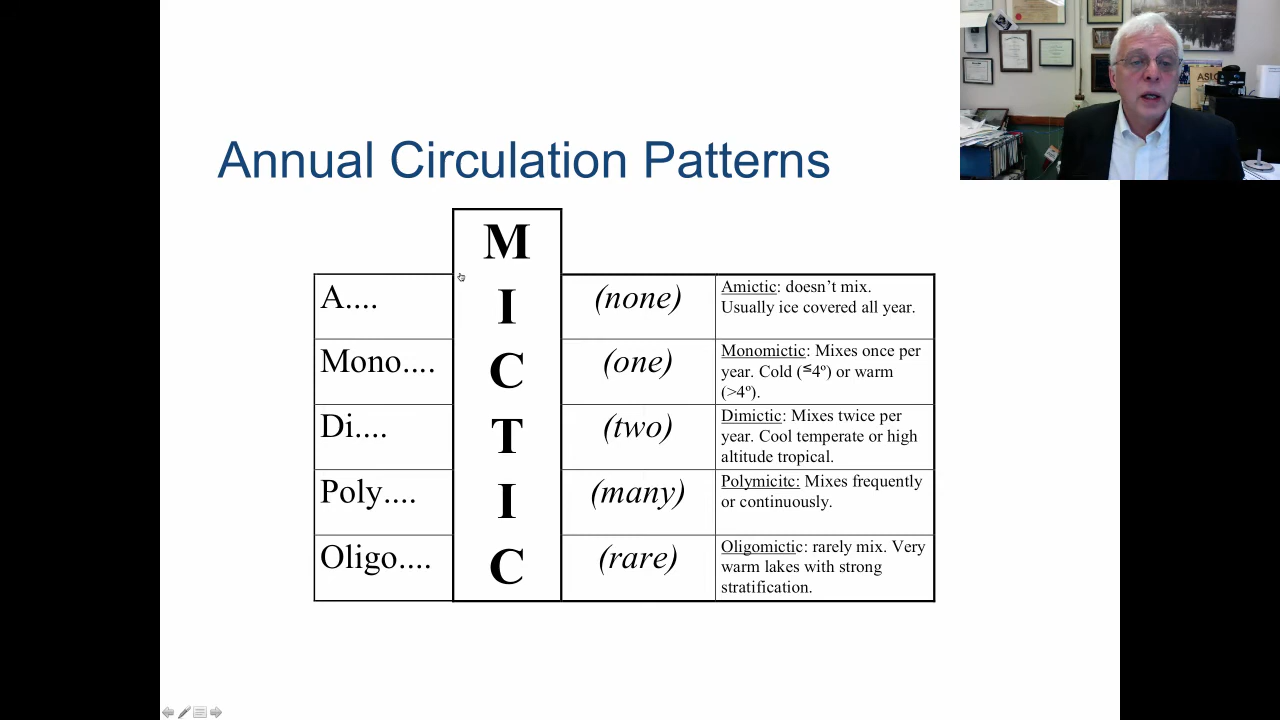 Annual Circulation Patterns
M
I
C
T
I
C
A....
(none)
Amictic: doesn’t mix.
Usually ice covered all year.
Mono....
(one)
Monomictic: Mixes once per
year. Cold (≤4º) or warm
(>4º).
Di....
(two)
Dimictic: Mixes twice per
year. Cool temperate or high
altitude tropical.
Poly....
(many)
Polymicitc: Mixes frequently
or continuously.
Oligo....
(rare)
Oligomictic: rarely mix. Very
warm lakes with strong
stratification.